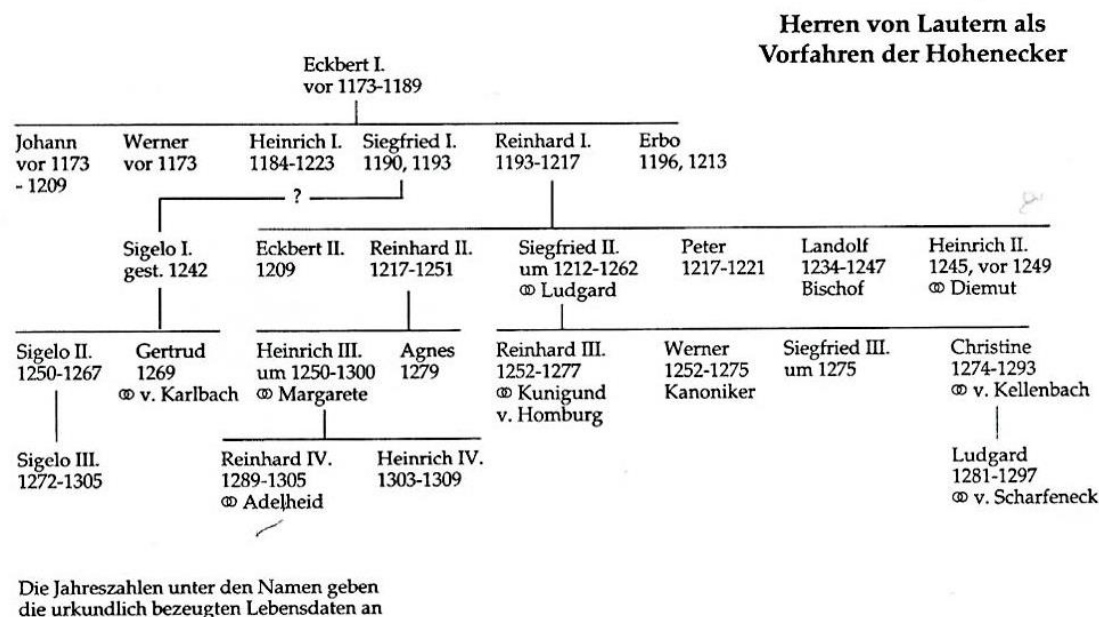 Herren von Lautern als
Vorfahren der Hohenecker
Eckbert I.
vor 1173-1189
Johann
vor 1173
- 1209
Werner
vor 1173
Heinrich I.
1184-1223
Siegfried I.
1190, 1193
Reinhard I.
1193-1217
Erbo
1196, 1213
?
Sigelo I.
gest. 1242
Eckbert II.
1209
Reinhard II.
1217-1251
Siegfried II.
um 1212-1262
⚭ Ludgard
Peter
1217-1221
Landolf
1234-1247
Bischof
Heinrich II.
1245, vor 1249
⚭ Diemut
Sigelo II.
1250-1267
Gertrud
1269
⚭ v. Karlbach
Heinrich III.
um 1250-1300
⚭ Margarete
Agnes
1279
Reinhard III.
1252-1277
⚭ Kunigund
v. Homburg
Werner
1252-1275
Kanoniker
Siegfried III.
um 1275
Christine
1274-1293
⚭ v. Kellenbach
Sigelo III.
1272-1305
Reinhard IV.
1289-1305
⚭ Adelheid
Heinrich IV.
1303-1309
Ludgard
1281-1297
⚭ v. Scharfeneck
Die Jahreszahlen unter den Namen geben
die urkundlich bezeugten Lebensdaten an